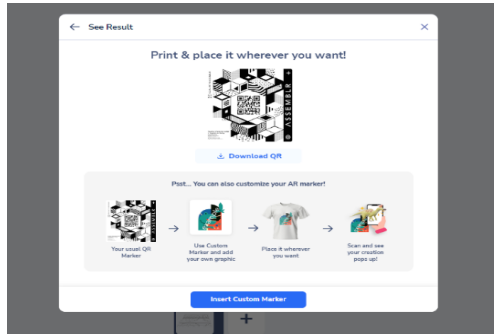 ← See Result ×
Print & place it wherever you want!
ASSEMBLR
Download QR
Psst... You can also customize your AR marker!
Your usual QR
Marker
Use Custom
Marker and add
your own graphic
Place it wherever
you want
Scan and see
your creation
pops up!
Insert Custom Marker
+